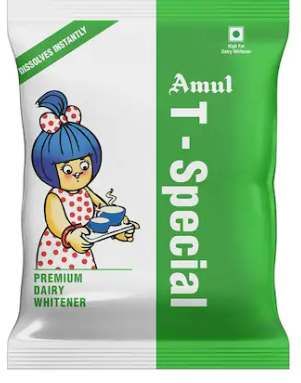 DISSOLVES INSTANTLY
High Fat
Dairy Whitener
Amul
T - Special
PREMIUM
DAIRY
WHITENER